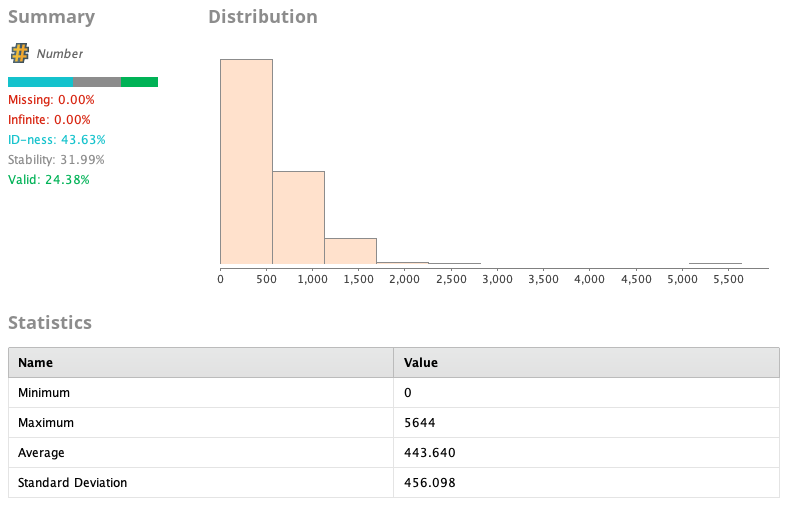 Summary
Distribution
# Number
Missing: 0.00%
Infinite: 0.00%
ID-ness: 43.63%
Stability: 31.99%
Valid: 24.38%
0 500 1,000 1,500 2,000 2,500 3,000 3,500 4,000 4,500 5,000 5,500
Statistics
Name Value
Minimum 0
Maximum 5644
Average 443.640
Standard Deviation 456.098